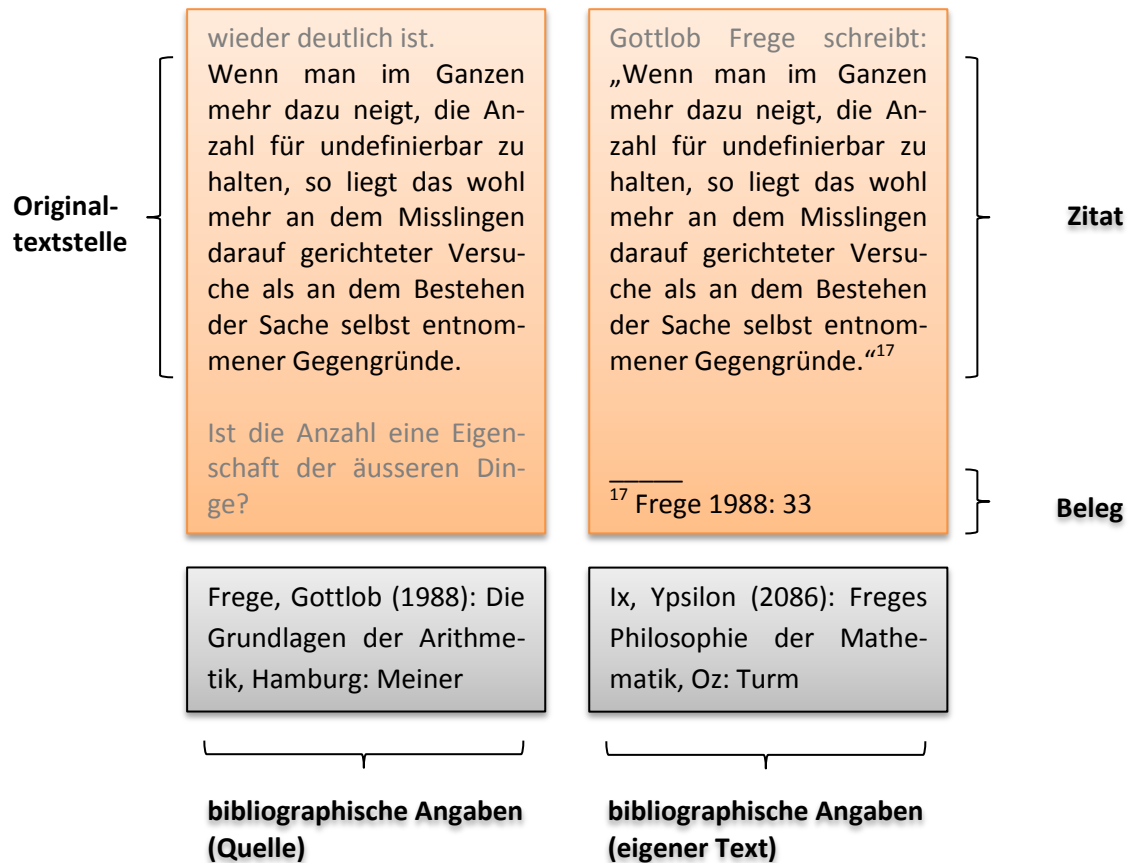 wieder deutlich ist.
Wenn man im Ganzen
mehr dazu neigt, die An-
zahl für undefinierbar zu
halten, so liegt das wohl
mehr an dem Misslingen
darauf gerichteter Versu-
che als an dem Bestehen
der Sache selbst entnom-
mener Gegengründe.
Ist die Anzahl eine Eigen-
schaft der äusseren Din-
ge?
Original-
textstelle
Gottlob Frege schreibt:
„Wenn man im Ganzen
mehr dazu neigt, die An-
zahl für undefinierbar zu
halten, so liegt das wohl
mehr an dem Misslingen
darauf gerichteter Versu-
che als an dem Bestehen
der Sache selbst entnom-
mener Gegengründe.“17
17 Frege 1988: 33
Zitat
Beleg
Frege, Gottlob (1988): Die
Grundlagen der Arithme-
tik, Hamburg: Meiner
Ix, Ypsilon (2086): Freges
Philosophie der Mathe-
matik, Oz: Turm
bibliographische Angaben
(Quelle)
bibliographische Angaben
(eigener Text)